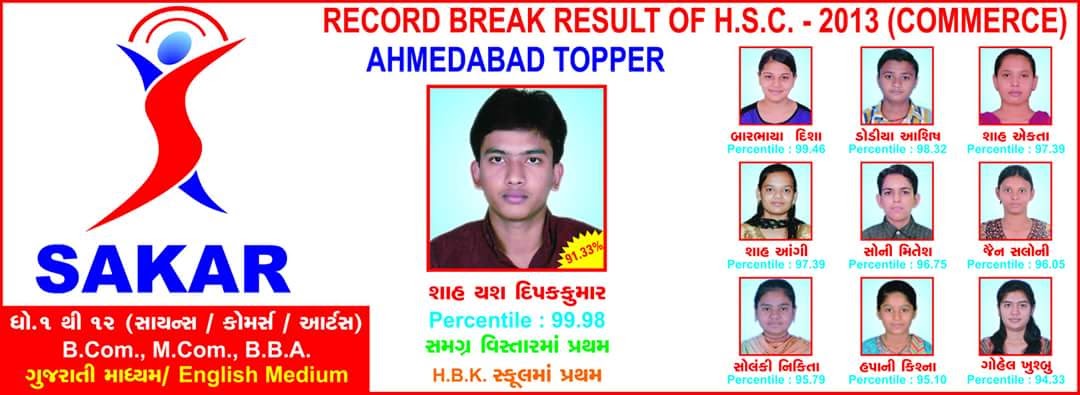 RECORD BREAK RESULT OF H.S.C. - 2013 (COMMERCE)
AHMEDABAD TOPPER
SAKAR
ધો.૧ થી ૧૨ (સાયન્સ / કોમર્સ / આર્ટસ)
B.Com., M.Com., B.B.A.
ગુજરાતી માધ્યમ/ English Medium
91.33%
શાહ યશ દિપકકુમાર
Percentile : 99.98
સમગ્ર વિસ્તારમાં પ્રથમ
H.B.K. સ્કૂલમાં પ્રથમ
બારભાયા દિશા
Percentile : 99.46
ડોડીયા આશિષ
Percentile : 98.32
શાહ એકતા
Percentile : 97.39
શાહ આંગી
Percentile : 97.39
સોની મિતેશ
Percentile : 96.75
જૈન સલોની
Percentile : 96.05
સોલંકી નિકિતા
Percentile : 95.79
હપાની કિશ્ના
Percentile : 95.10
ગોહેલ ખુશ્બુ
Percentile : 94.33